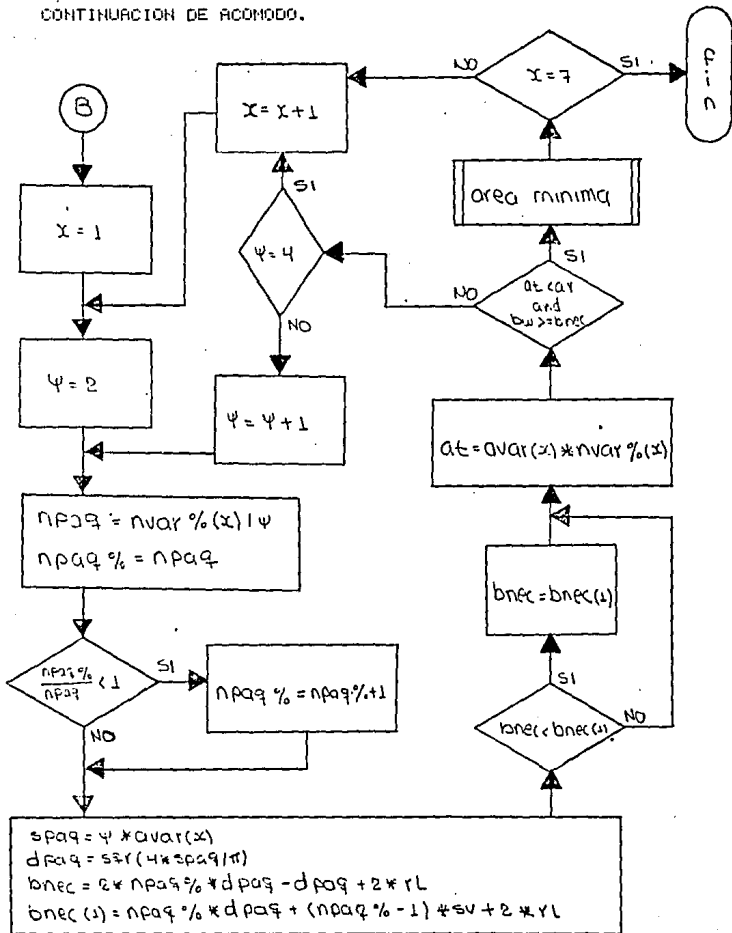 CONTINUACION DE ACOMODO.
B
x = 1
ψ = 2
npaq = nvar %(x) / ψ
npaq % = npaq
npaq% / npaq < 1
SI
NO
npaq % = npaq% + 1
spaq = ψ * avar(x)
dpaq = sqr(4*spaq/π)
bnec = 2* npaq% * dpaq - dpaq + 2* rL
bnec (1) = npaq % * dpaq + (npaq % - 1) * sv + 2 * rL
bnec < bnec(1)
SI
NO
bnec = bnec(1)
at = avar(x) * nvar %(x)
at < ar
and
bw >= bnec
SI
NO
area minima
x = 7
SI
NO
ψ = 4
SI
NO
ψ = ψ + 1
x = x + 1